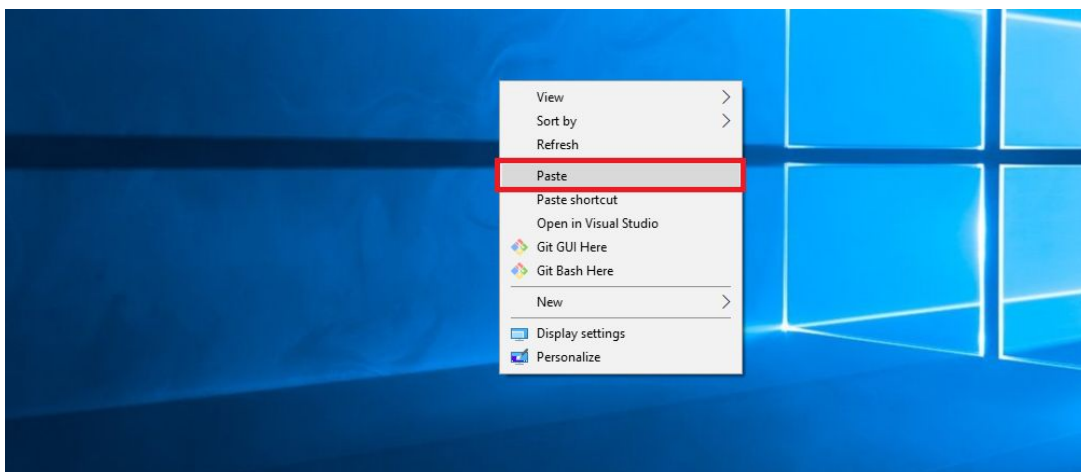 View
Sort by
Refresh
Paste
Paste shortcut
Open in Visual Studio
Git GUI Here
Git Bash Here
New
Display settings
Personalize